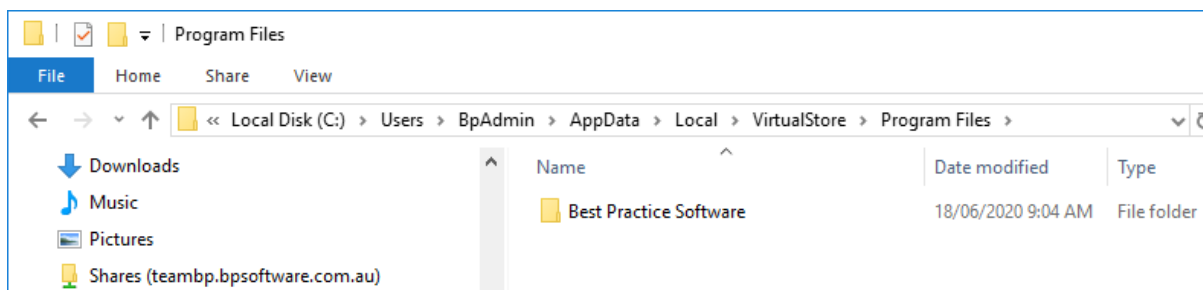 Program Files
File Home Share View
« Local Disk (C:) › Users › BpAdmin › AppData › Local › VirtualStore › Program Files ›
Downloads
Name Date modified Type
Music
Best Practice Software 18/06/2020 9:04 AM File folder
Pictures
Shares (teambp.bpsoftware.com.au)